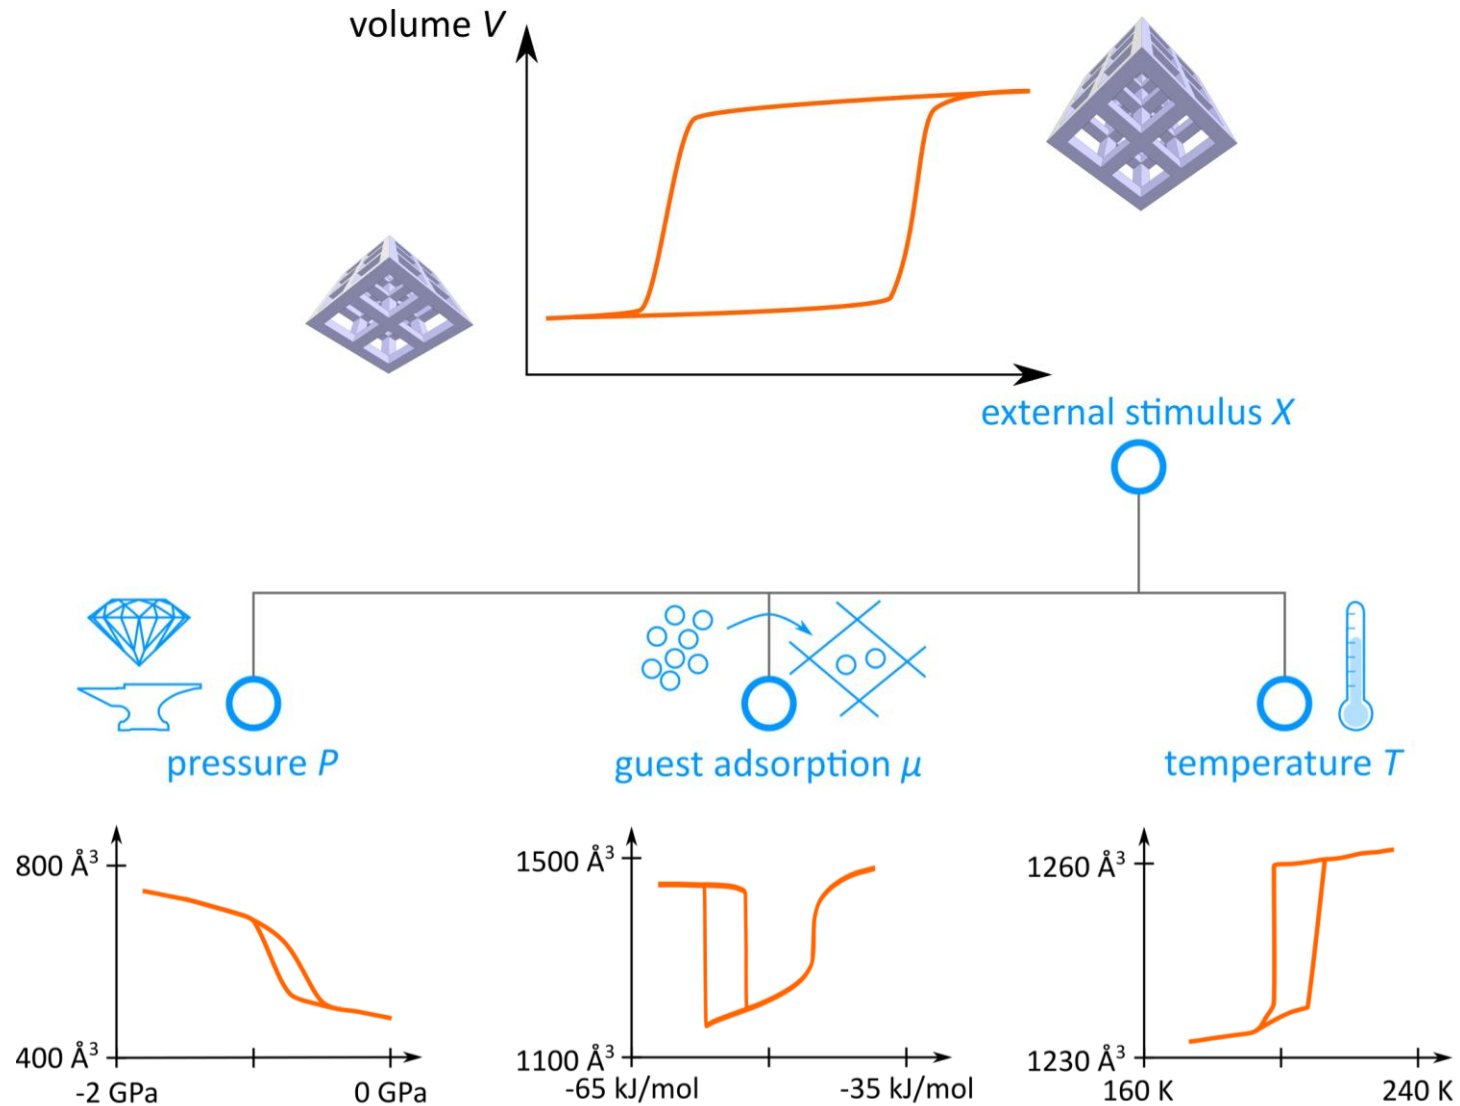 volume V
external stimulus X
pressure P
guest adsorption μ
temperature T
800 Å³
400 Å³
-2 GPa
0 GPa
1500 Å³
1100 Å³
-65 kJ/mol
-35 kJ/mol
1260 Å³
1230 Å³
160 K
240 K